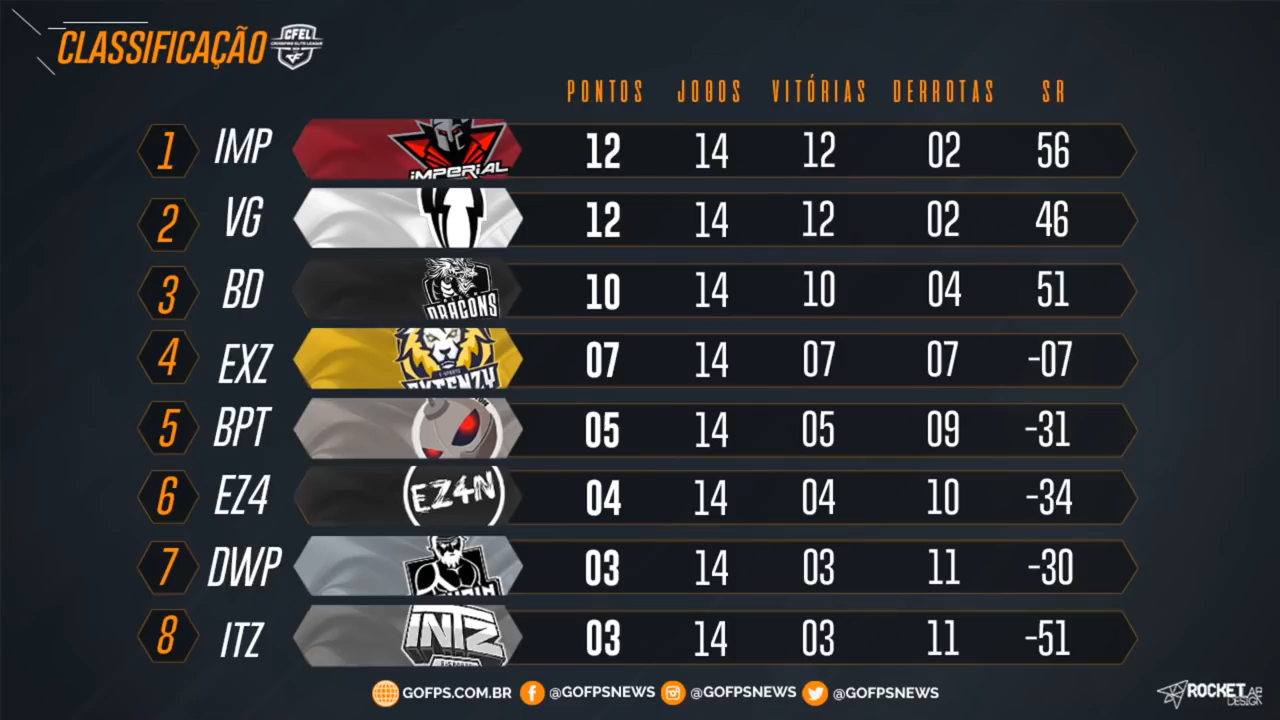 CLASSIFICAÇÃO CFEL
PONTOS JOGOS VITÓRIAS DERROTAS SR
1 IMP IMPERIAL 12 14 12 02 56
2 VG 12 14 12 02 46
3 BD DRAGONS 10 14 10 04 51
4 EXZ EXTENZY 07 14 07 07 -07
5 BPT 05 14 05 09 -31
6 EZ4 EZ4N 04 14 04 10 -34
7 DWP 03 14 03 11 -30
8 ITZ INTZ 03 14 03 11 -51
GOFPS.COM.BR @GOFPSNEWS @GOFPSNEWS @GOFPSNEWS
ROCKET LAB DESIGN